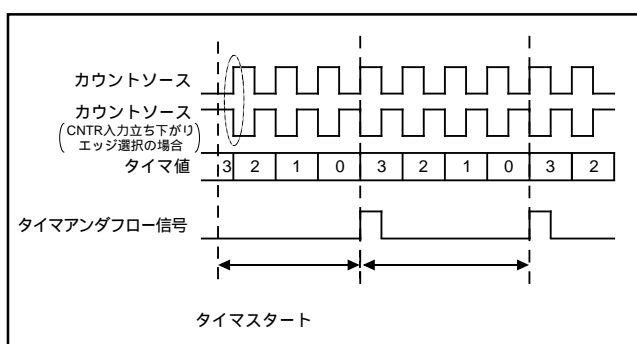 カウントソース
カウントソース
(CNTR入力立ち下がり
エッジ選択の場合)
タイマ値 3 2 1 0 3 2 1 0 3 2
タイマアンダフロー信号
タイマスタート